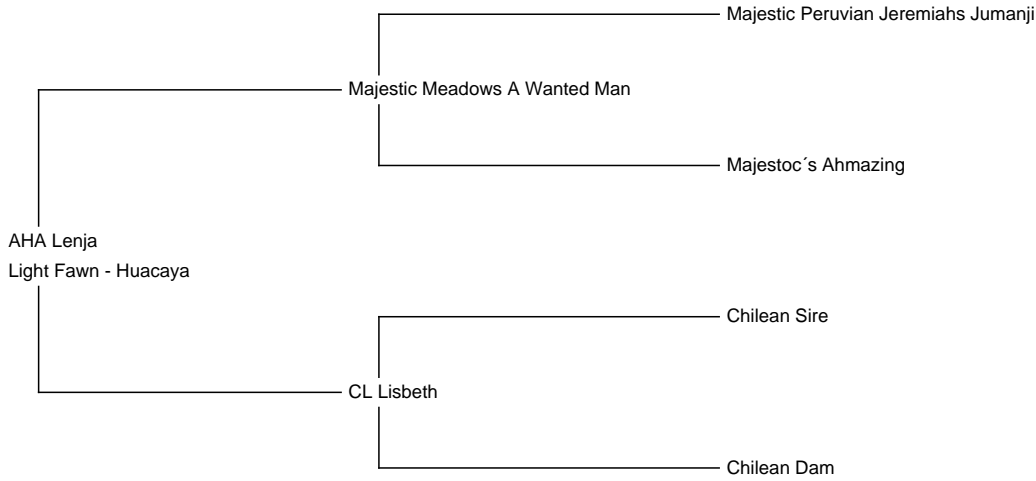 Majestic Peruvian Jeremiahs Jumanji
Majestic Meadows A Wanted Man
Majestoc´s Ahmazing
AHA Lenja
Light Fawn - Huacaya
Chilean Sire
CL Lisbeth
Chilean Dam